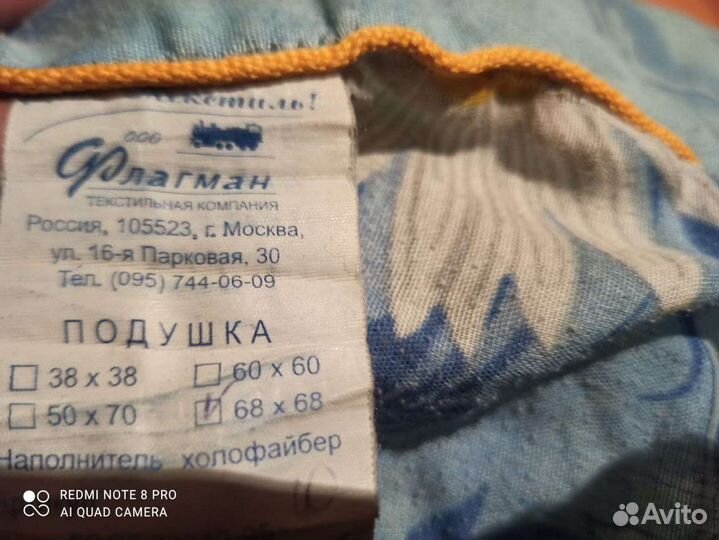 ООО
Флагман
ТЕКСТИЛЬНАЯ КОМПАНИЯ
Россия, 105523, г. Москва,
ул. 16-я Парковая, 30
Тел. (095) 744-06-09
ПОДУШКА
38 x 38 60 x 60
50 x 70 68 x 68
Наполнитель холофайбер
REDMI NOTE 8 PRO
AI QUAD CAMERA
Avito